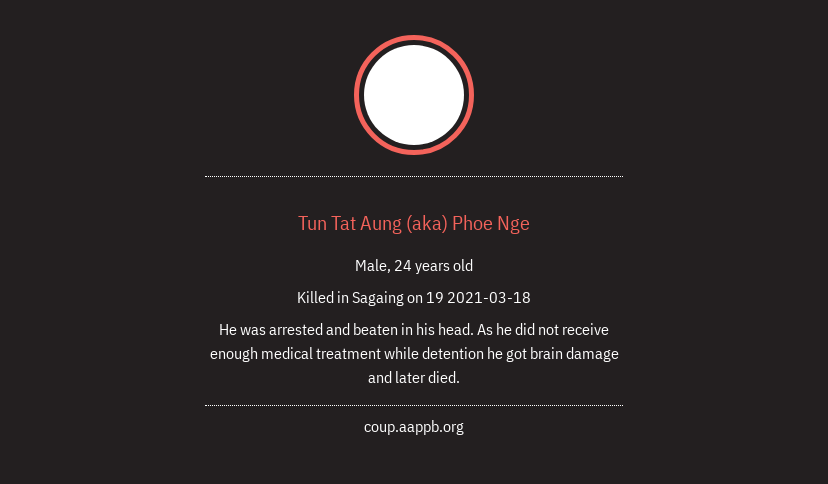 Tun Tat Aung (aka) Phoe Nge
Male, 24 years old
Killed in Sagaing on 19 2021-03-18
He was arrested and beaten in his head. As he did not receive
enough medical treatment while detention he got brain damage
and later died.
coup.aappb.org